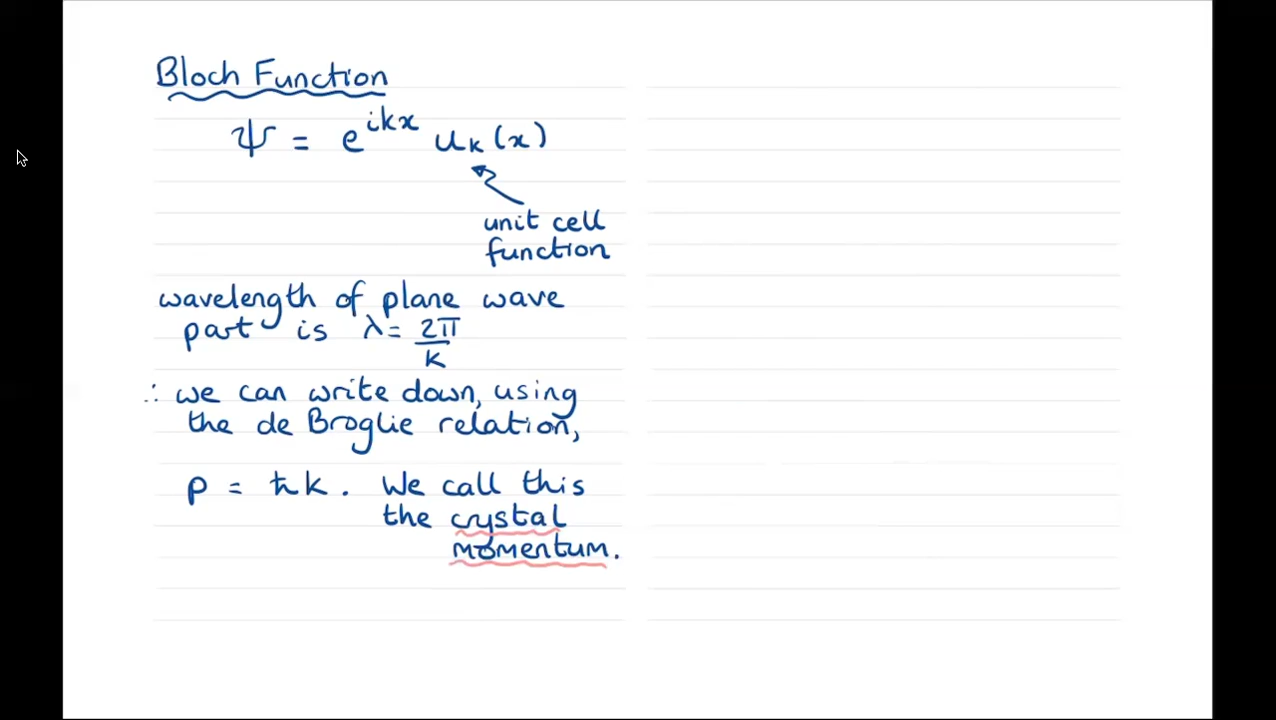 Bloch Function
ψ = e^{ikx} u_k(x)
unit cell
function
wavelength of plane wave
part is λ = 2π/k
∴ we can write down, using
the de Broglie relation,
p = ħk. We call this
the crystal
momentum.